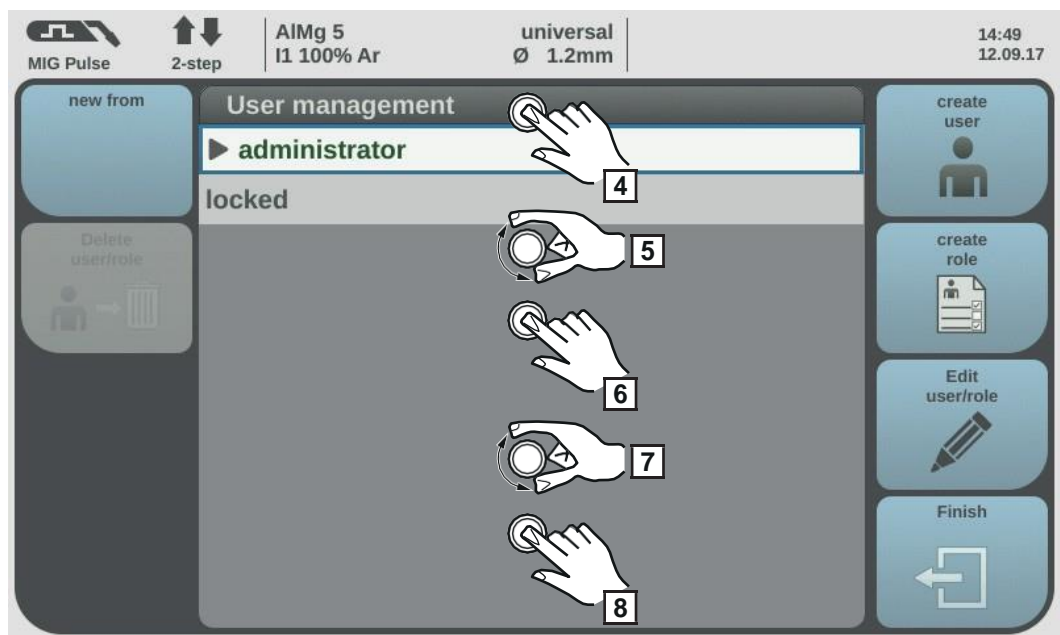 MIG Pulse
2-step
AlMg 5
I1 100% Ar
universal
Ø 1.2mm
14:49
12.09.17
new from
User management
create
user
administrator
4
locked
Delete
user/role
5
create
role
6
Edit
user/role
7
Finish
8